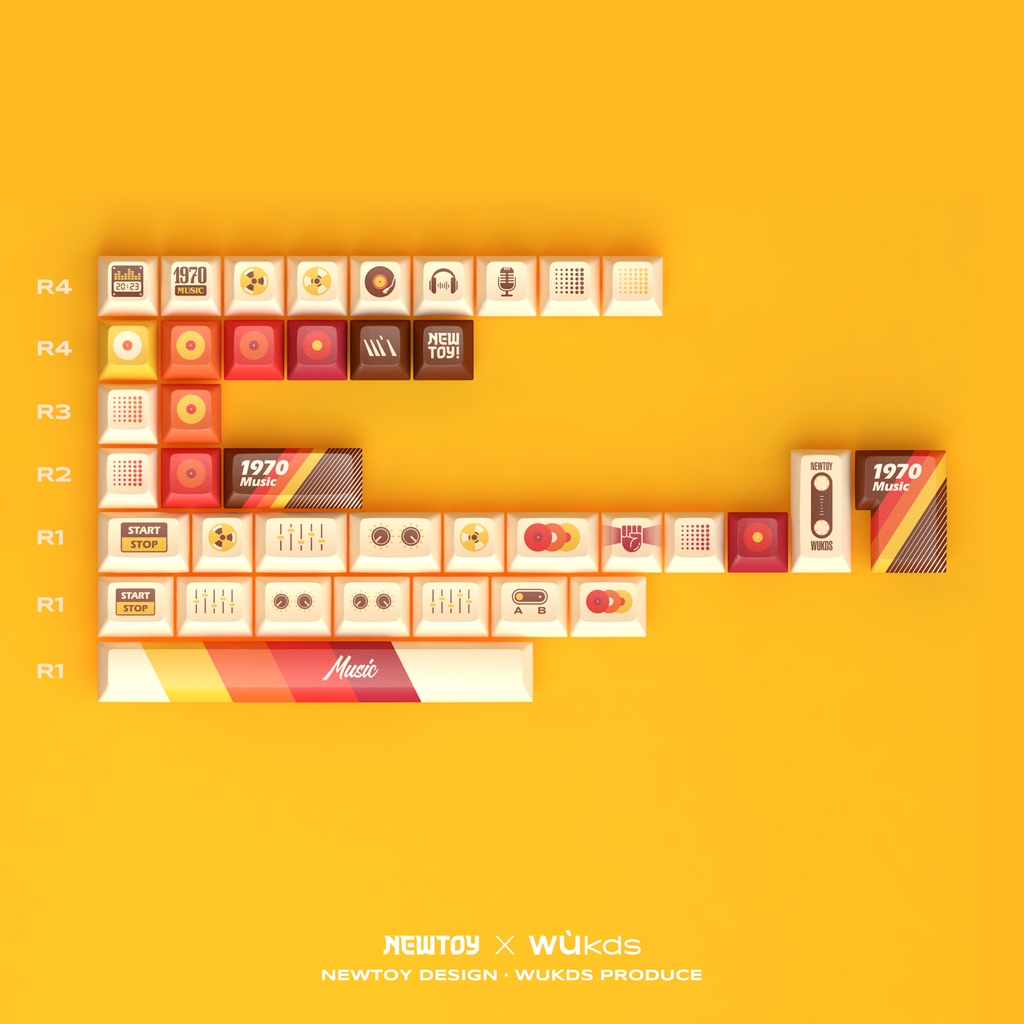 R4
20:23
1970
MUSIC
R4
NEW
TOY!
R3
R2
1970
Music
NEWTOY
WUKDS
1970
Music
R1
START
STOP
R1
START
STOP
A B
R1
Music
NEWTOY X wùkds
NEWTOY DESIGN · WUKDS PRODUCE